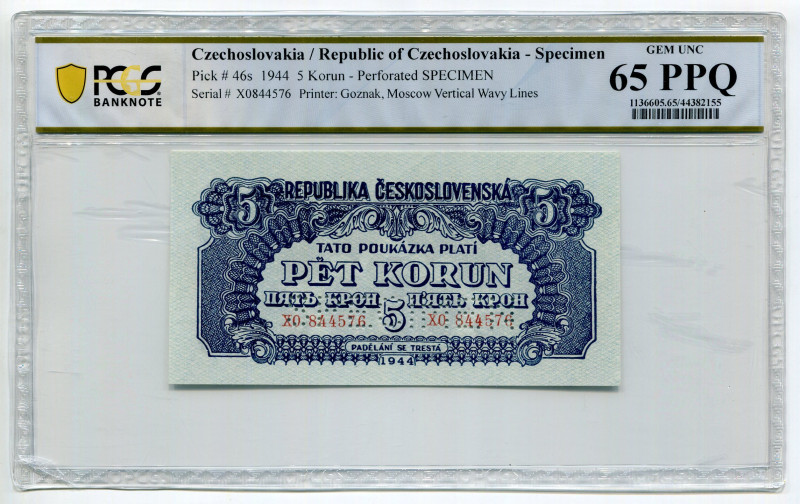 PCGS
BANKNOTE
Czechoslovakia / Republic of Czechoslovakia - Specimen
Pick # 46s 1944 5 Korun - Perforated SPECIMEN
Serial # X0844576 Printer: Goznak, Moscow Vertical Wavy Lines
GEM UNC
65 PPQ
1136605.65/44382155
5 REPUBLIKA ČESKOSLOVENSKÁ 5
TATO POUKÁZKA PLATÍ
PĚT KORUN
ПЯТЬ КРОН П'ЯТЬ КРОН
XO 844576 5 XO 844576
PADĚLÁNÍ SE TRESTÁ
1944